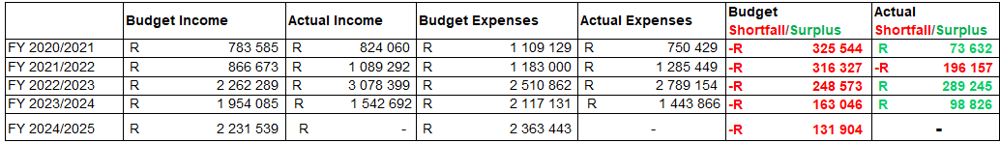 Budget Income Actual Income Budget Expenses Actual Expenses Budget Shortfall/Surplus Actual Shortfall/Surplus
FY 2020/2021 R 783 585 R 824 060 R 1 109 129 R 750 429 -R 325 544 R 73 632
FY 2021/2022 R 866 673 R 1 089 292 R 1 183 000 R 1 285 449 -R 316 327 -R 196 157
FY 2022/2023 R 2 262 289 R 3 078 399 R 2 510 862 R 2 789 154 -R 248 573 R 289 245
FY 2023/2024 R 1 954 085 R 1 542 692 R 2 117 131 R 1 443 866 -R 163 046 R 98 826
FY 2024/2025 R 2 231 539 R - R 2 363 443 - -R 131 904 -